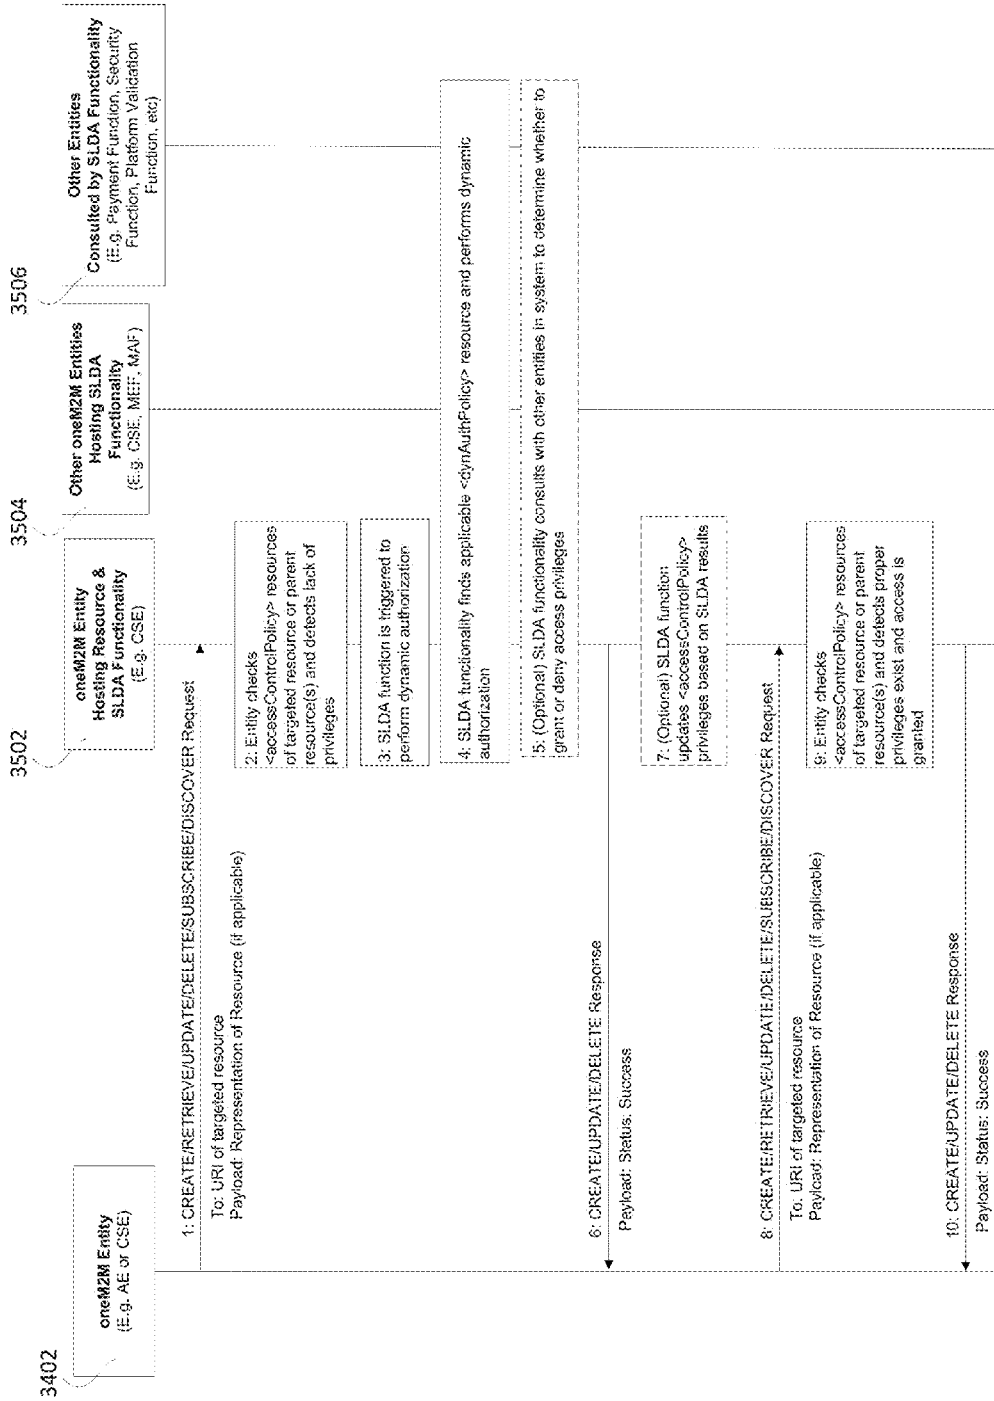 3402
oneM2M Entity
(E.g. AE or CSE)
3502
oneM2M Entity
Hosting Resource &
SLDA Functionality
(E.g. CSE)
3504
Other oneM2M Entities
Hosting SLDA
Functionality
(E.g. CSE, MEF, MAF)
3506
Other Entities
Consulted by SLDA Functionality
(E.g. Payment Function, Security
Function, Platform Validation
Function, etc)
1: CREATE/RETRIEVE/UPDATE/DELETE/SUBSCRIBE/DISCOVER Request
To: URI of targeted resource
Payload: Representation of Resource (if applicable)
2: Entity checks
<accessControlPolicy> resources
of targeted resource or parent
resource(s) and detects lack of
privileges
3: SLDA function is triggered to
perform dynamic authorization
4: SLDA functionality finds applicable <dynAuthPolicy> resource and performs dynamic
authorization
5: (Optional) SLDA functionality consults with other entities in system to determine whether to
grant or deny access privileges
6: CREATE/UPDATE/DELETE Response
Payload: Status: Success
7: (Optional) SLDA function
updates <accessControlPolicy>
privileges based on SLDA results
8: CREATE/RETRIEVE/UPDATE/DELETE/SUBSCRIBE/DISCOVER Request
To: URI of targeted resource
Payload: Representation of Resource (if applicable)
9: Entity checks
<accessControlPolicy> resources
of targeted resource or parent
resource(s) and detects proper
privileges exist and access is
granted
10: CREATE/UPDATE/DELETE Response
Payload: Status: Success